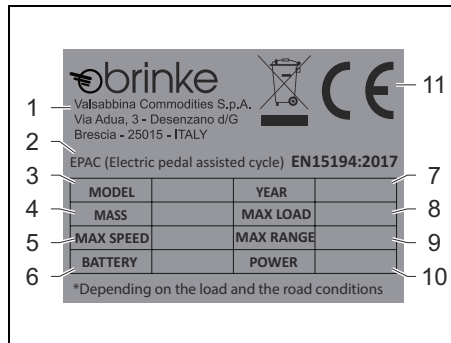 brinke
Valsabbina Commodities S.p.A.
Via Adua, 3 - Desenzano d/G
Brescia - 25015 - ITALY
CE
EPAC (Electric pedal assisted cycle) EN15194:2017
MODEL YEAR
MASS MAX LOAD
MAX SPEED MAX RANGE
BATTERY POWER
*Depending on the load and the road conditions
1
2
3
4
5
6
7
8
9
10
11